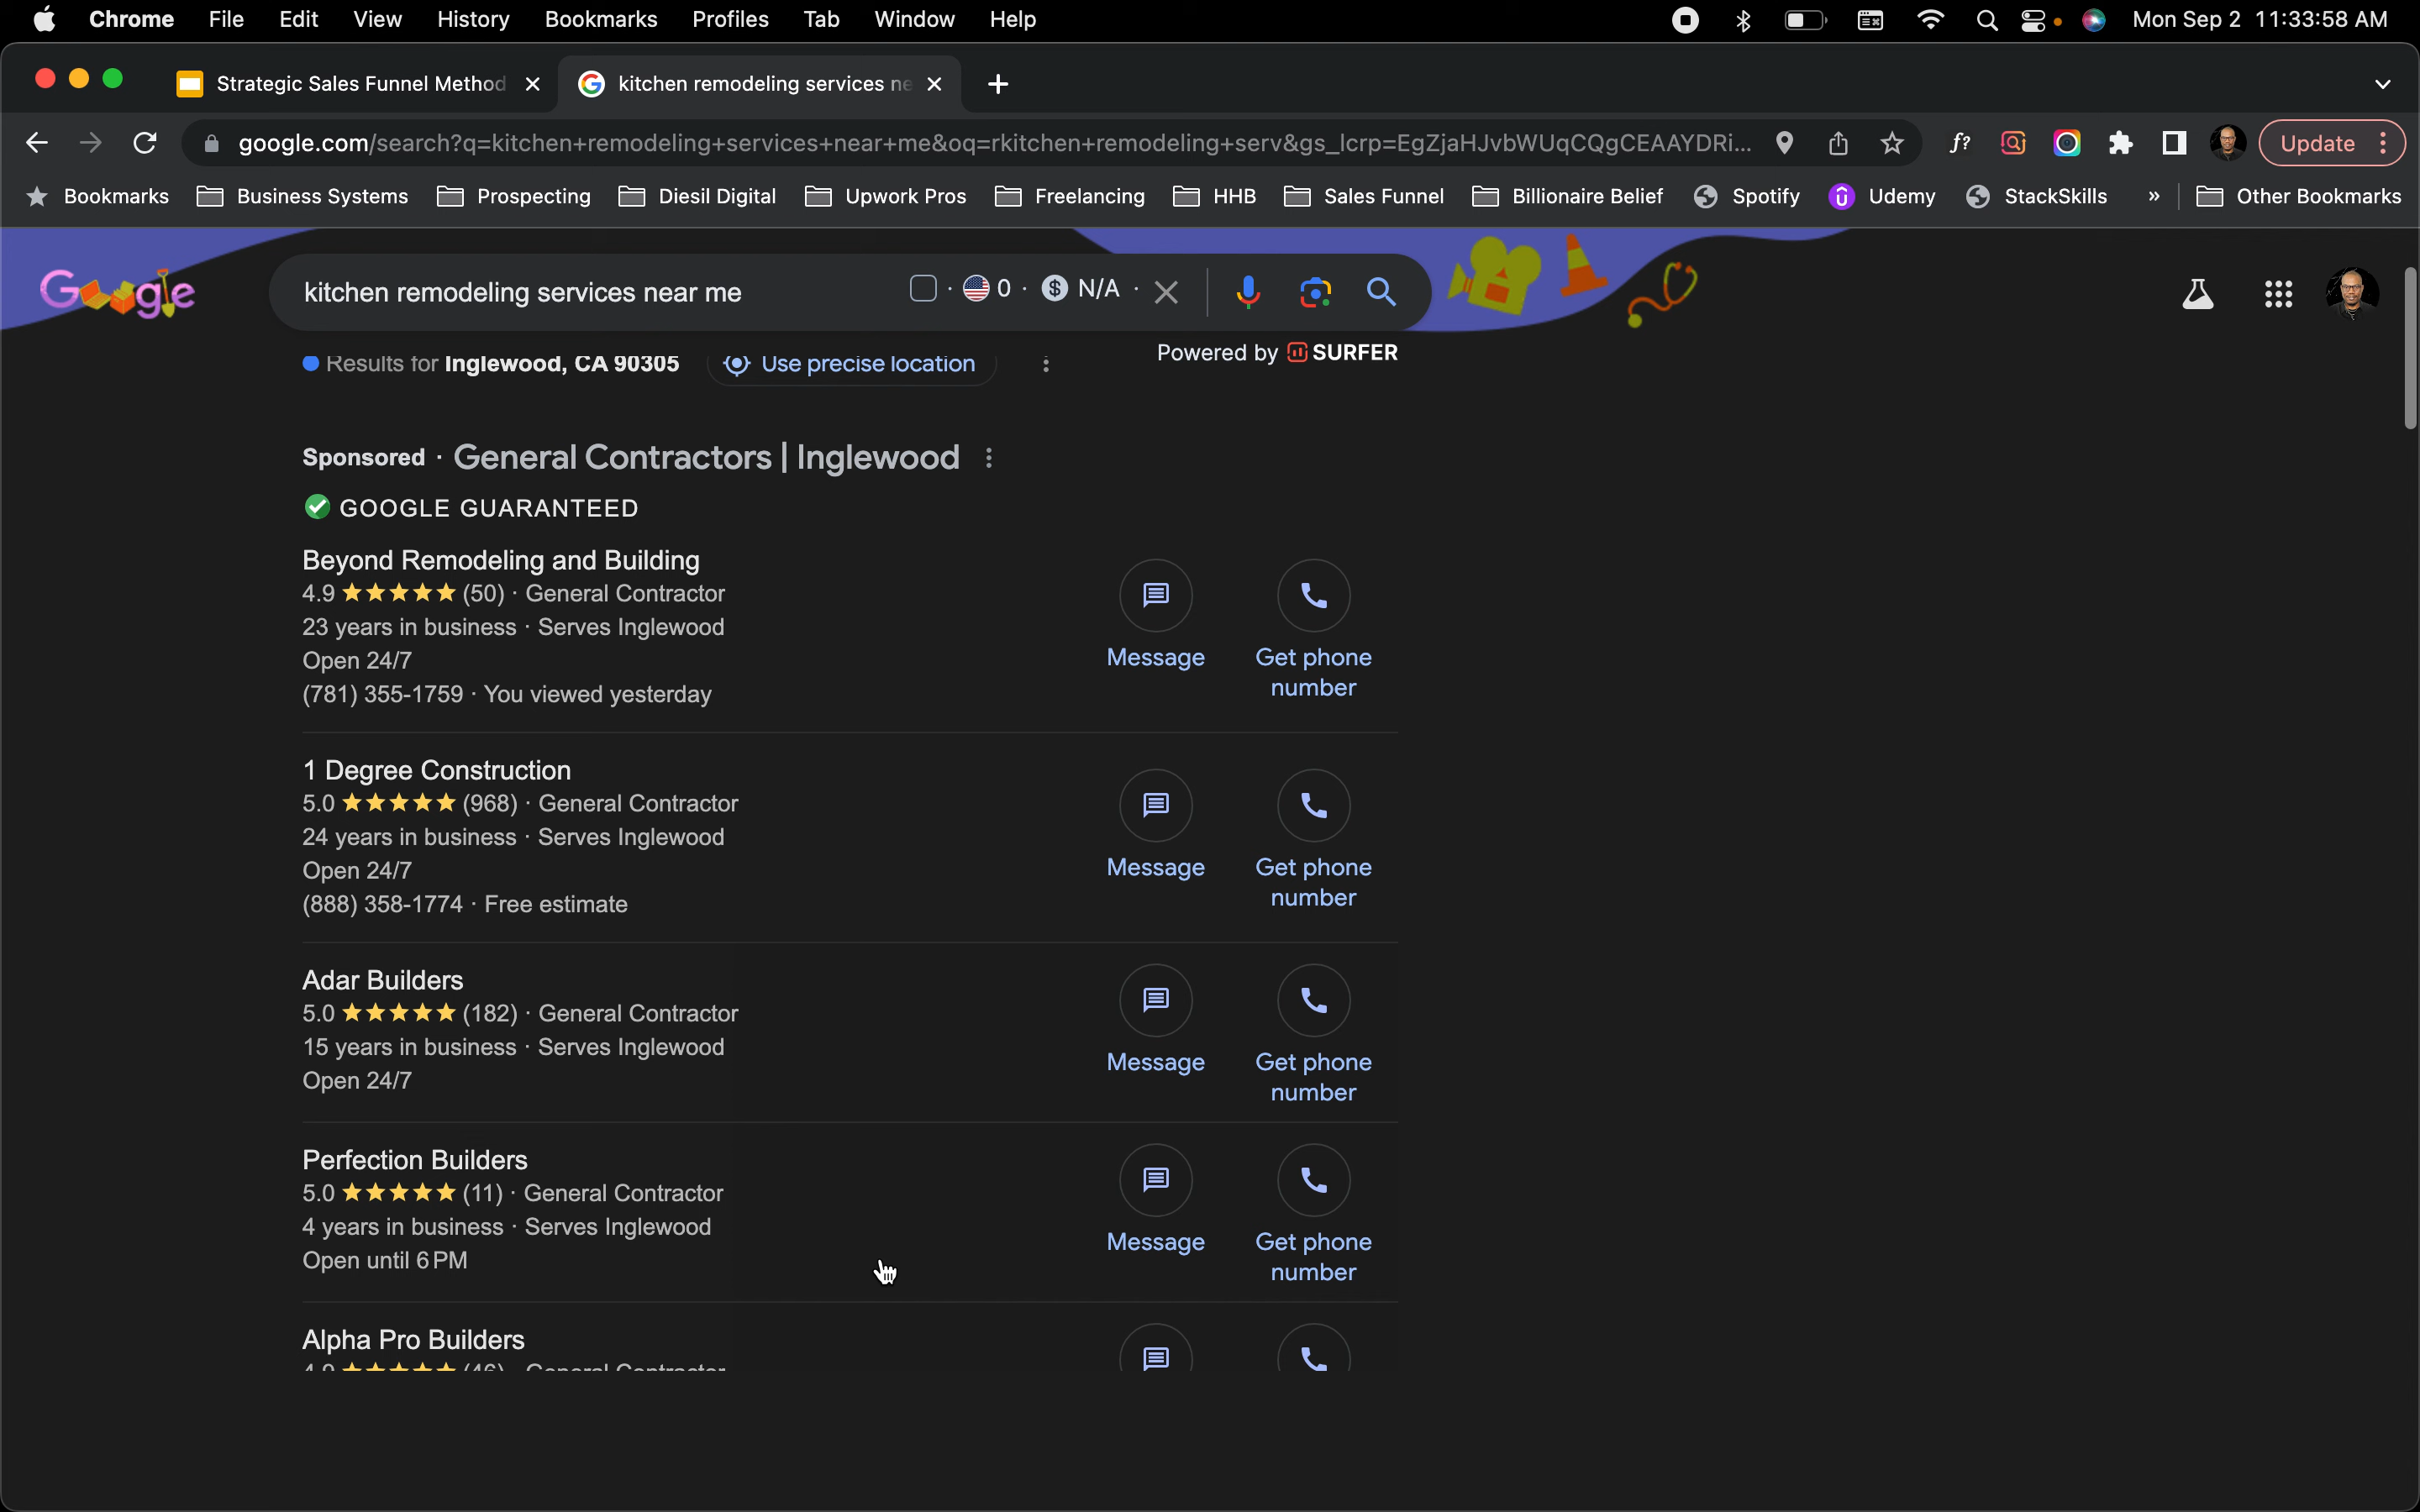 Chrome File Edit View History Bookmarks Profiles Tab Window Help Mon Sep 2 11:33:58 AM
Strategic Sales Funnel Method kitchen remodeling services ne
google.com/search?q=kitchen+remodeling+services+near+me&oq=rkitchen+remodeling+serv&gs_lcrp=EgZjaHJvbWUqCQgCEAAYDRi... f? Update
Bookmarks Business Systems Prospecting Diesil Digital Upwork Pros Freelancing HHB Sales Funnel Billionaire Belief Spotify Udemy StackSkills » Other Bookmarks
Google kitchen remodeling services near me · 0 · N/A ·
Results for Inglewood, CA 90305 Use precise location Powered by SURFER
Sponsored · General Contractors | Inglewood
GOOGLE GUARANTEED
Beyond Remodeling and Building
4.9 ★★★★★ (50) · General Contractor
23 years in business · Serves Inglewood
Open 24/7
(781) 355-1759 · You viewed yesterday
Message
Get phone
number
1 Degree Construction
5.0 ★★★★★ (968) · General Contractor
24 years in business · Serves Inglewood
Open 24/7
(888) 358-1774 · Free estimate
Message
Get phone
number
Adar Builders
5.0 ★★★★★ (182) · General Contractor
15 years in business · Serves Inglewood
Open 24/7
Message
Get phone
number
Perfection Builders
5.0 ★★★★★ (11) · General Contractor
4 years in business · Serves Inglewood
Open until 6 PM
Message
Get phone
number
Alpha Pro Builders
4.9 ★★★★★ (46) · General Contractor